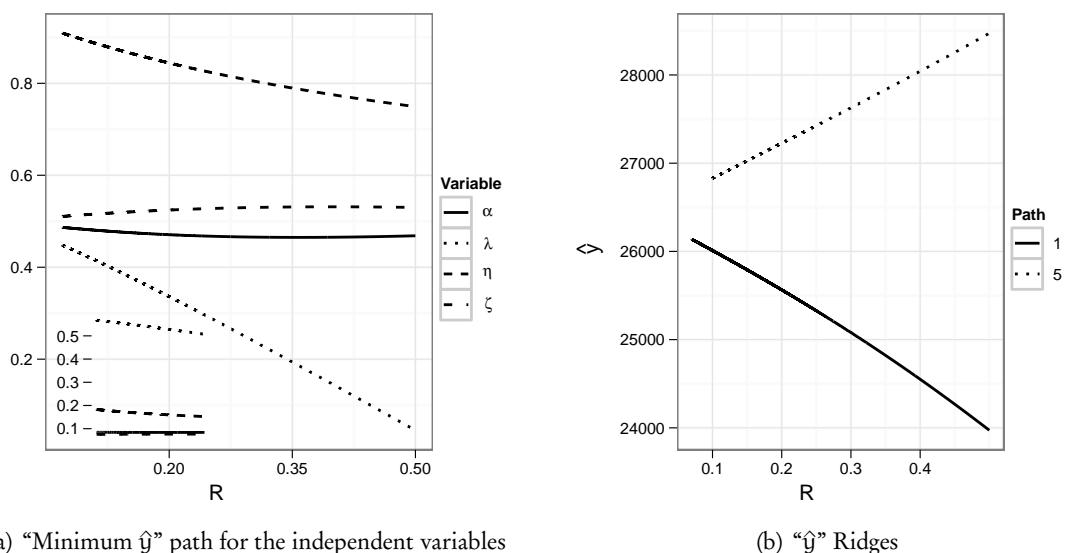 0.8
0.6
0.4
0.2
0.5
0.4
0.3
0.2
0.1
0.20 0.35 0.50
R
Variable
α
λ
η
ζ
28000
27000
26000
25000
24000
ŷ
0.1 0.2 0.3 0.4
R
Path
1
5
) “Minimum ŷ” path for the independent variables
(b) “ŷ” Ridges